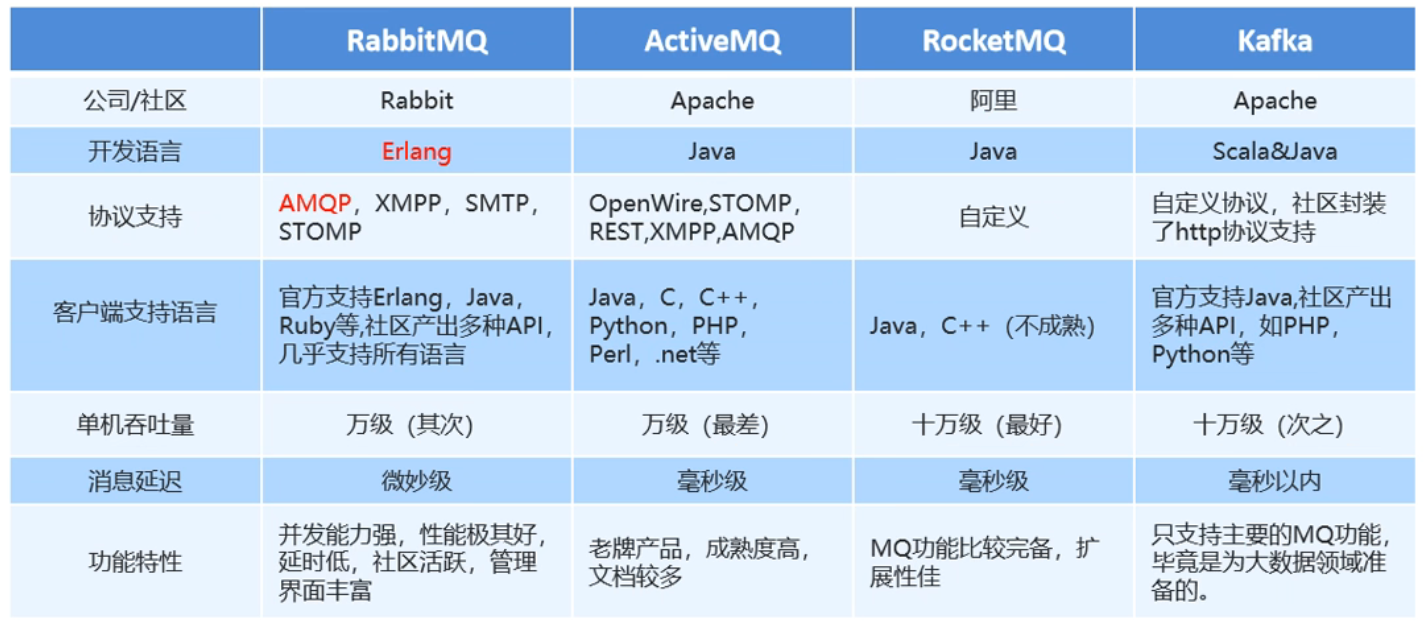 RabbitMQ ActiveMQ RocketMQ Kafka
公司/社区 Rabbit Apache 阿里 Apache
开发语言 Erlang Java Java Scala&Java
协议支持
AMQP，XMPP，SMTP，
STOMP
OpenWire,STOMP，
REST,XMPP,AMQP
自定义
自定义协议，社区封装
了http协议支持
客户端支持语言
官方支持Erlang，Java，
Ruby等,社区产出多种API，
几乎支持所有语言
Java，C，C++，
Python，PHP，
Perl，.net等
Java，C++（不成熟）
官方支持Java,社区产出
多种API，如PHP，
Python等
单机吞吐量 万级（其次） 万级（最差） 十万级（最好） 十万级（次之）
消息延迟 微妙级 毫秒级 毫秒级 毫秒以内
功能特性
并发能力强，性能极其好，
延时低，社区活跃，管理
界面丰富
老牌产品，成熟度高，
文档较多
MQ功能比较完备，扩
展性佳
只支持主要的MQ功能，
毕竟是为大数据领域准
备的。